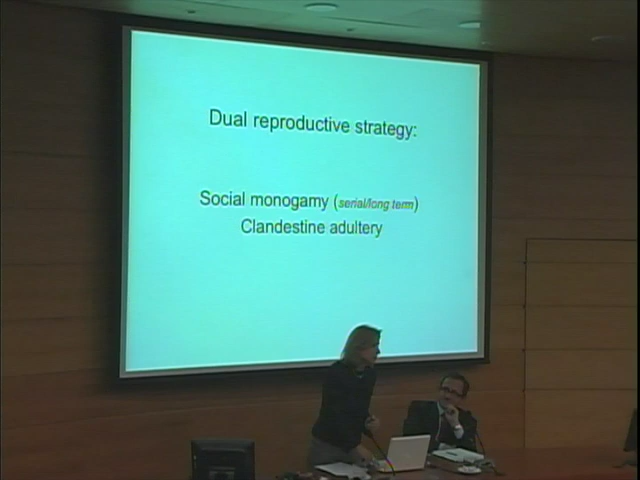 Dual reproductive strategy:
Social monogamy (serial/long term)
Clandestine adultery